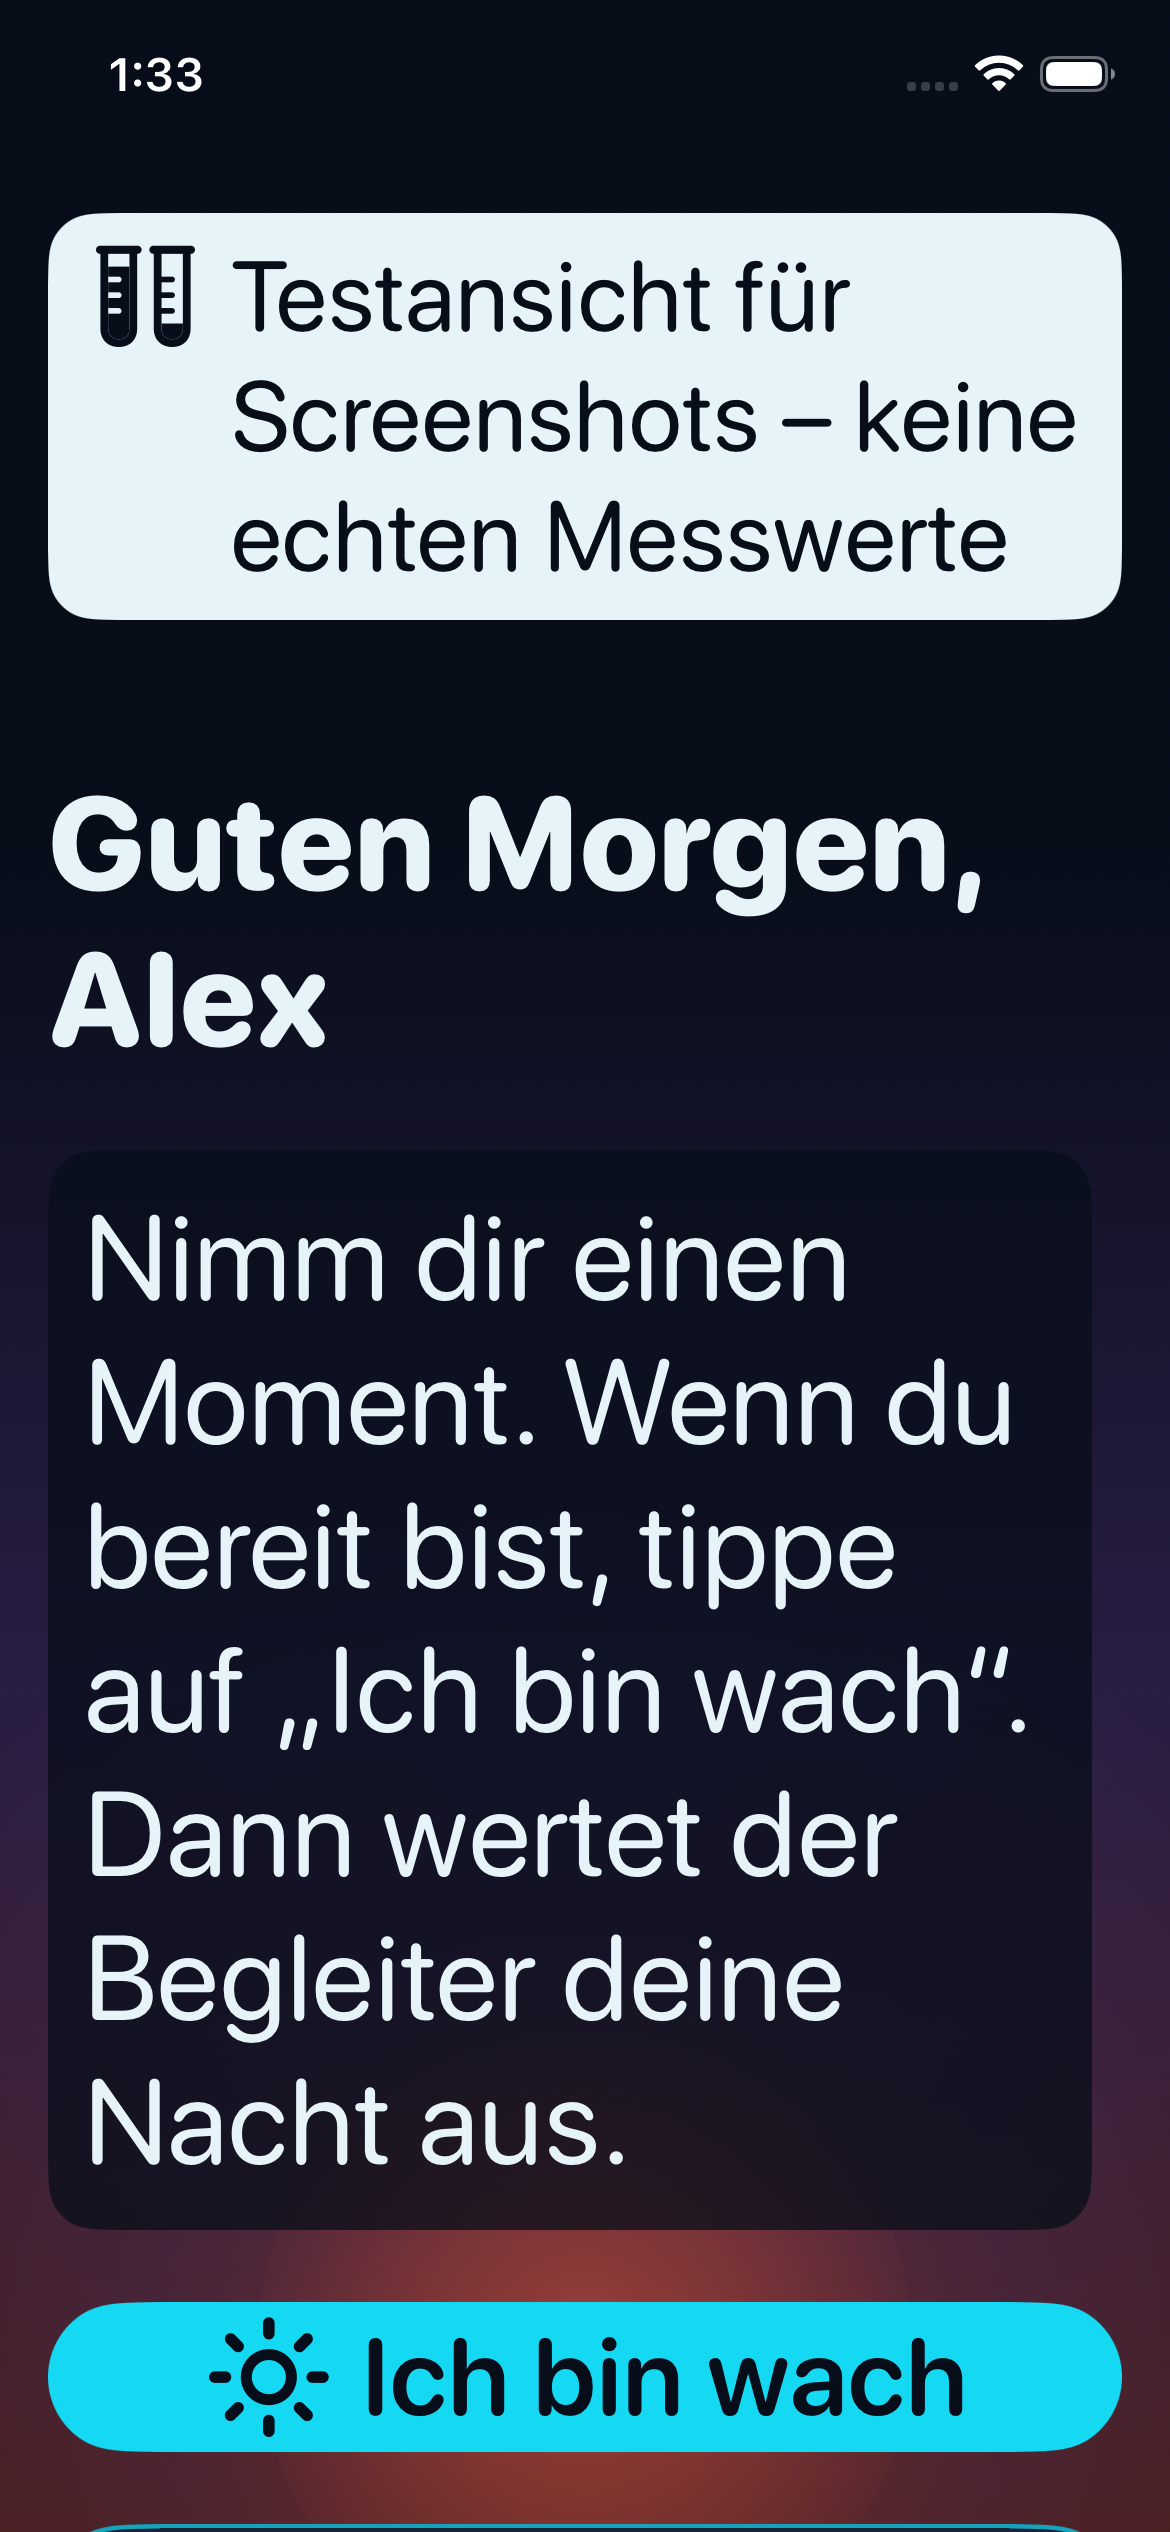 1:33
Testansicht für
Screenshots – keine
echten Messwerte
Guten Morgen,
Alex
Nimm dir einen
Moment. Wenn du
bereit bist, tippe
auf „Ich bin wach“.
Dann wertet der
Begleiter deine
Nacht aus.
Ich bin wach